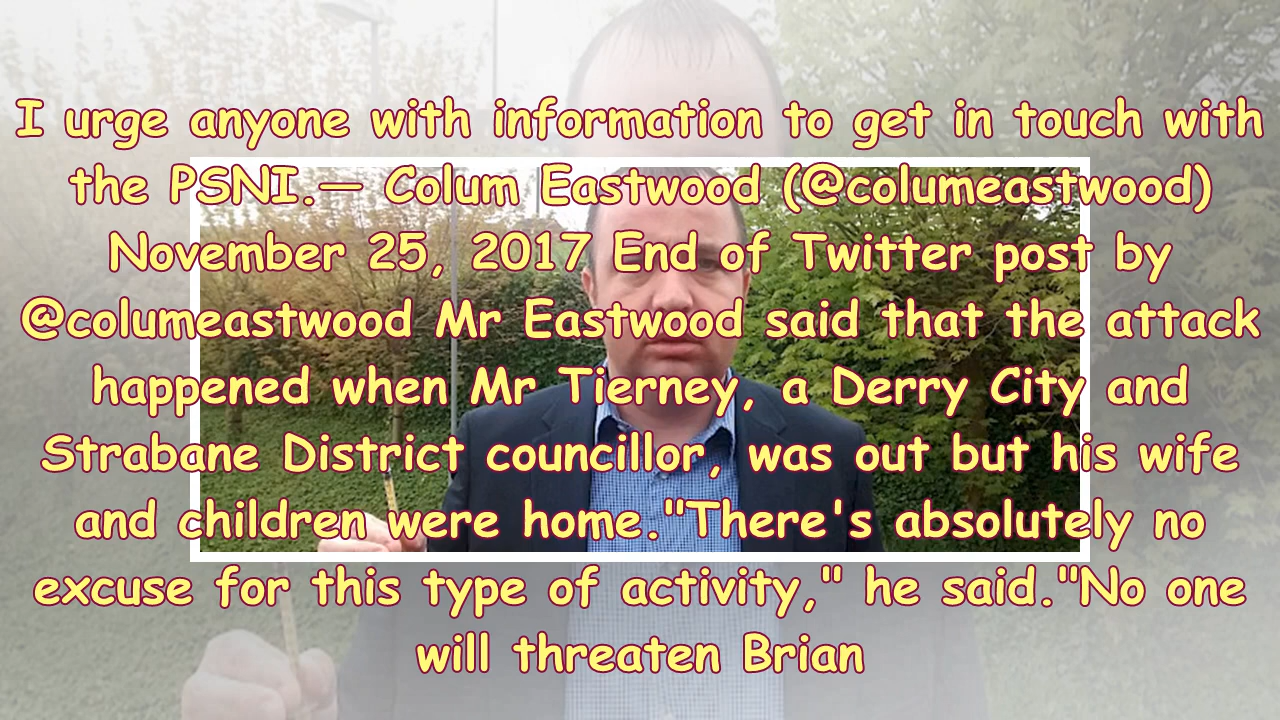 I urge anyone with information to get in touch with
the PSNI.— Colum Eastwood (@columeastwood)
November 25, 2017 End of Twitter post by
@columeastwood Mr Eastwood said that the attack
happened when Mr Tierney, a Derry City and
Strabane District councillor, was out but his wife
and children were home."There's absolutely no
excuse for this type of activity," he said."No one
will threaten Brian